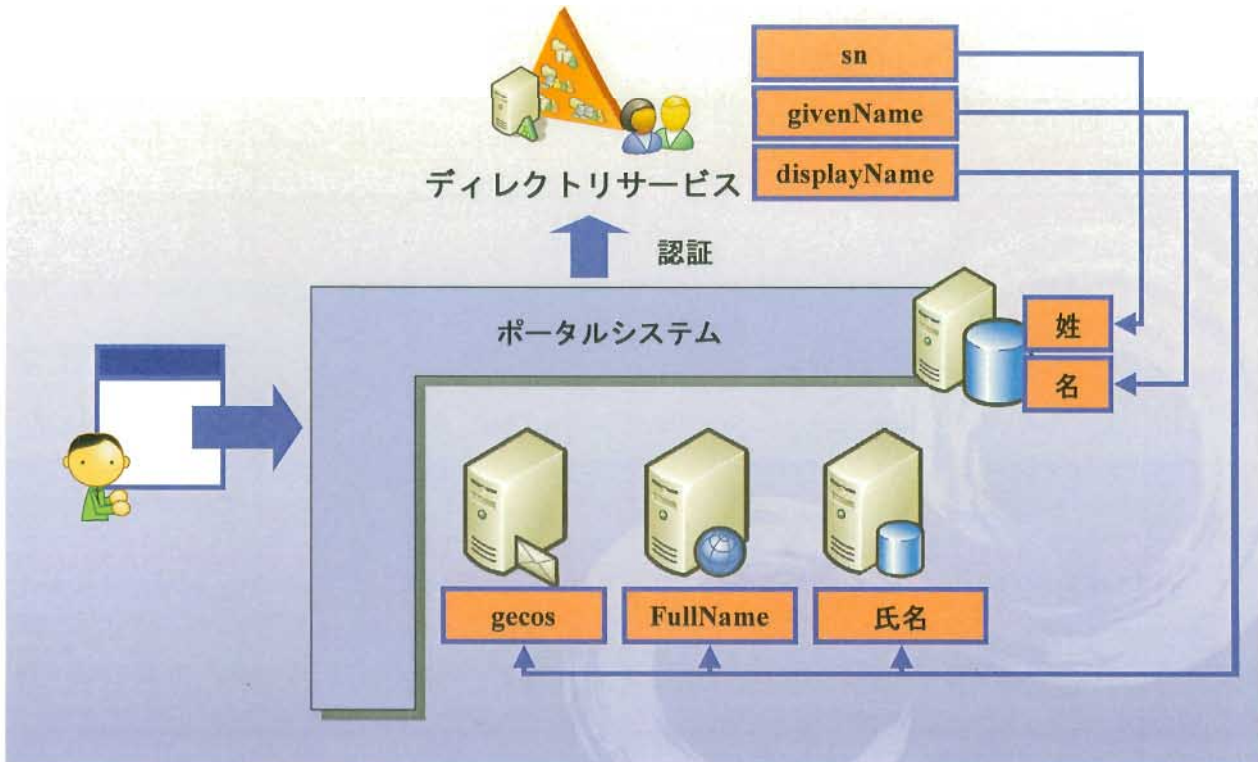 sn
givenName
displayName
ディレクトリサービス
認証
ポータルシステム
姓
名
gecos
FullName
氏名